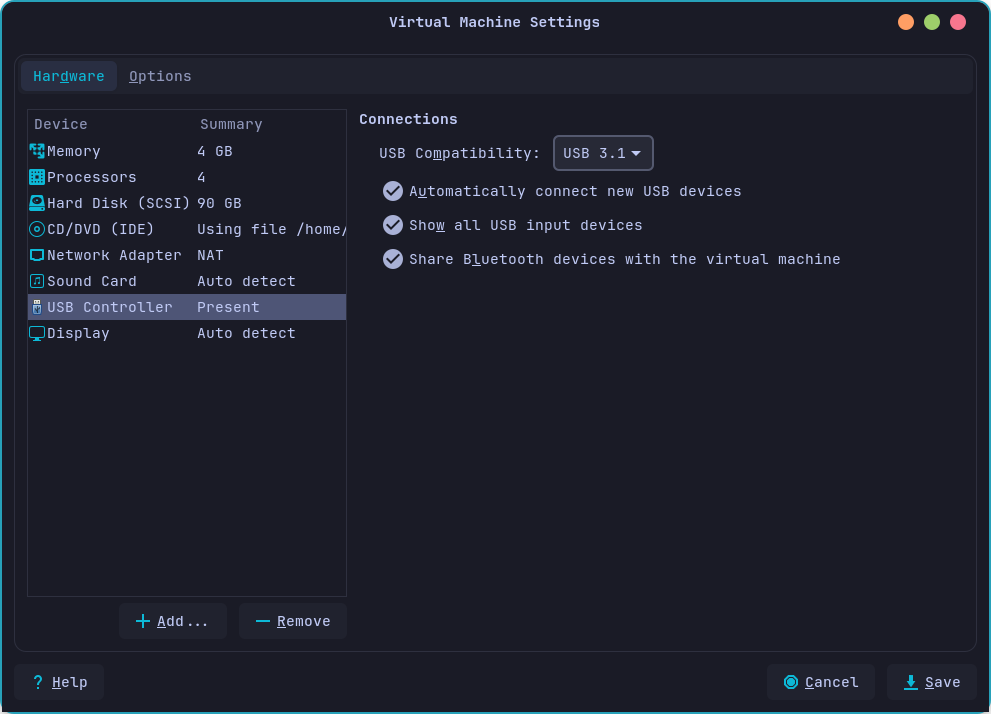 Virtual Machine Settings
Hardware Options
Device Summary
Memory 4 GB
Processors 4
Hard Disk (SCSI) 90 GB
CD/DVD (IDE) Using file /home/
Network Adapter NAT
Sound Card Auto detect
USB Controller Present
Display Auto detect
Add... Remove
Connections
USB Compatibility: USB 3.1
Automatically connect new USB devices
Show all USB input devices
Share Bluetooth devices with the virtual machine
? Help Cancel Save